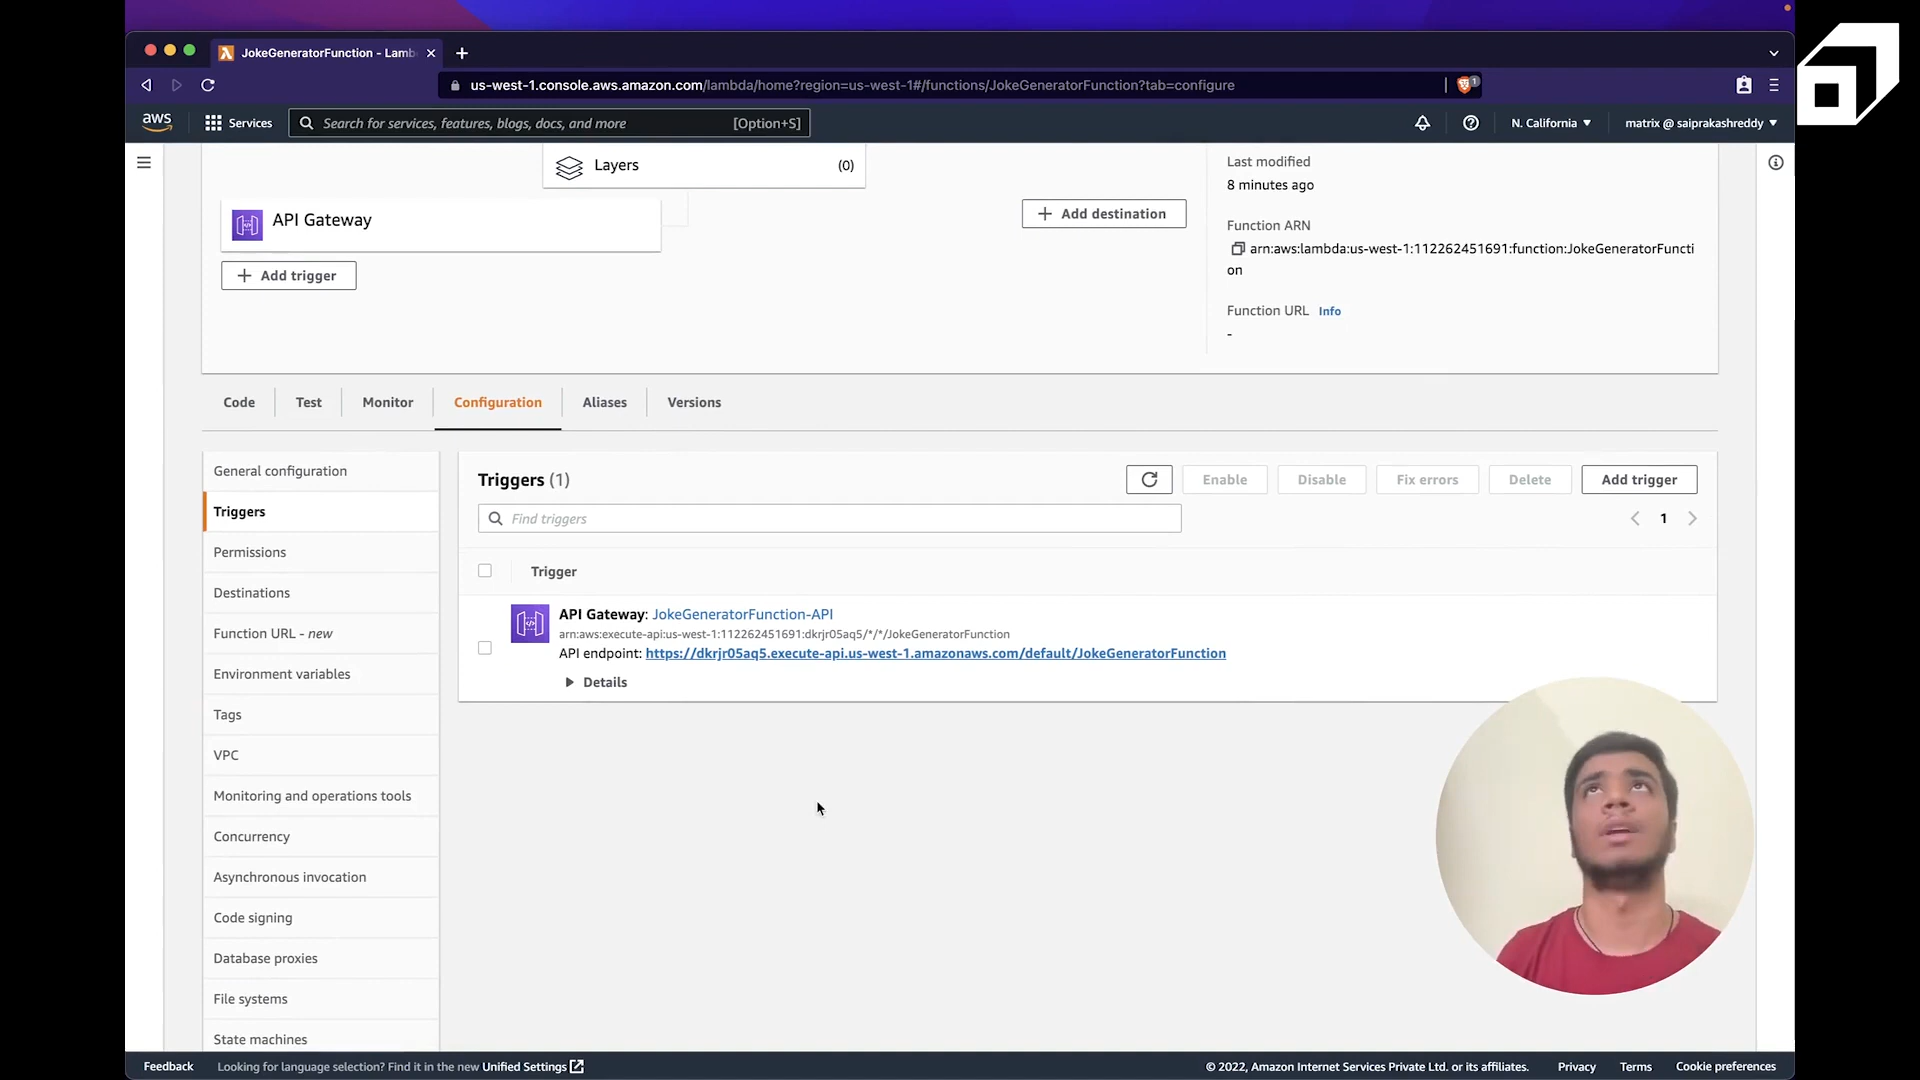 JokeGeneratorFunction - Lamb
us-west-1.console.aws.amazon.com/lambda/home?region=us-west-1#/functions/JokeGeneratorFunction?tab=configure
1
aws
Services
Search for services, features, blogs, docs, and more
[Option+S]
N. California
matrix @ saiprakashreddy
Layers
(0)
Last modified
8 minutes ago
API Gateway
Add destination
Function ARN
arn:aws:lambda:us-west-1:112262451691:function:JokeGeneratorFuncti
on
Add trigger
Function URL Info
-
Code
Test
Monitor
Configuration
Aliases
Versions
General configuration
Triggers
Permissions
Destinations
Function URL - new
Environment variables
Tags
VPC
Monitoring and operations tools
Concurrency
Asynchronous invocation
Code signing
Database proxies
File systems
State machines
Triggers (1)
Enable
Disable
Fix errors
Delete
Add trigger
Find triggers
1
Trigger
API Gateway: JokeGeneratorFunction-API
arn:aws:execute-api:us-west-1:112262451691:dkrjr05aq5/*/*/JokeGeneratorFunction
API endpoint: https://dkrjr05aq5.execute-api.us-west-1.amazonaws.com/default/JokeGeneratorFunction
Details
Feedback
Looking for language selection? Find it in the new Unified Settings
© 2022, Amazon Internet Services Private Ltd. or its affiliates.
Privacy
Terms
Cookie preferences